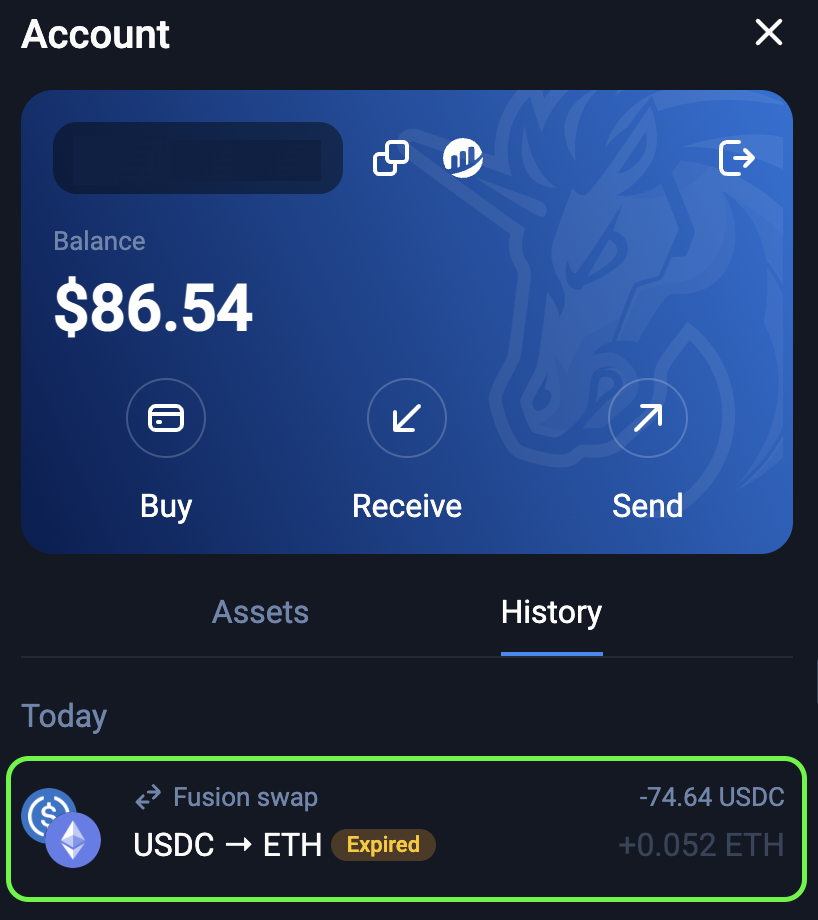 Account
Balance
$86.54
Buy
Receive
Send
Assets
History
Today
Fusion swap
-74.64 USDC
USDC → ETH
Expired
+0.052 ETH